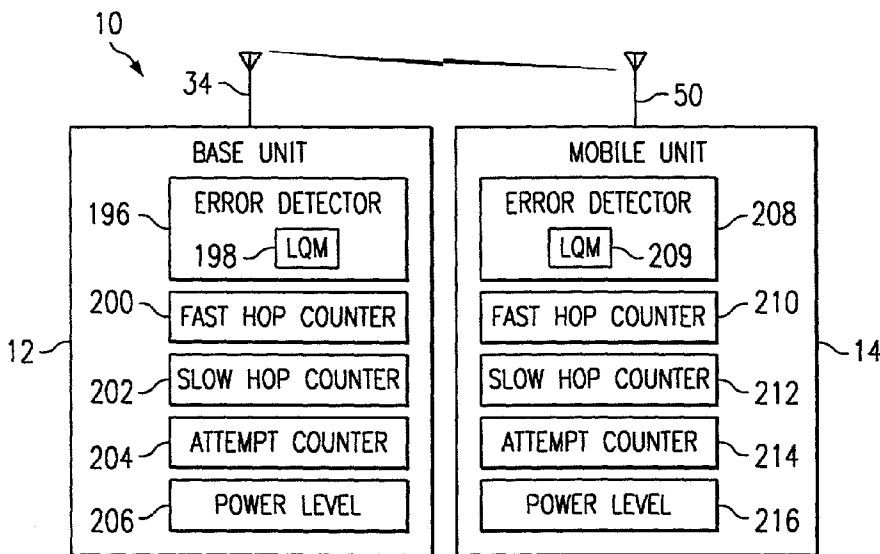 10
34
50
BASE UNIT
MOBILE UNIT
196
ERROR DETECTOR
198
LQM
ERROR DETECTOR
208
LQM
209
200
FAST HOP COUNTER
FAST HOP COUNTER
210
12
14
202
SLOW HOP COUNTER
SLOW HOP COUNTER
212
204
ATTEMPT COUNTER
ATTEMPT COUNTER
214
206
POWER LEVEL
POWER LEVEL
216